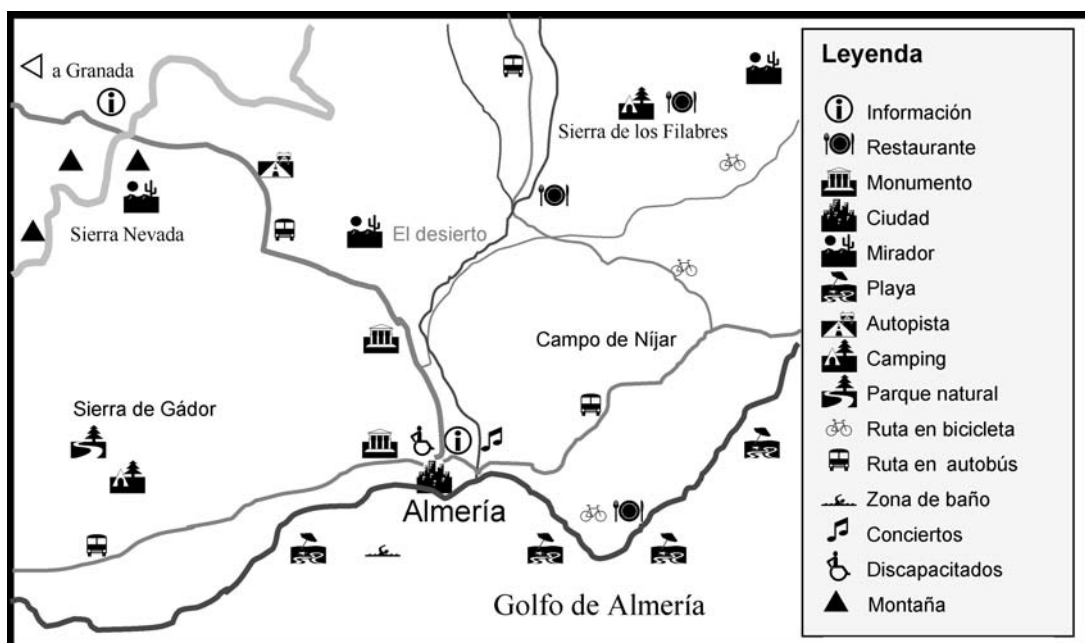 a Granada
Sierra de los Filabres
Sierra Nevada
El desierto
Campo de Níjar
Sierra de Gádor
Almería
Golfo de Almería
Leyenda
Información
Restaurante
Monumento
Ciudad
Mirador
Playa
Autopista
Camping
Parque natural
Ruta en bicicleta
Ruta en autobús
Zona de baño
Conciertos
Discapacitados
Montaña